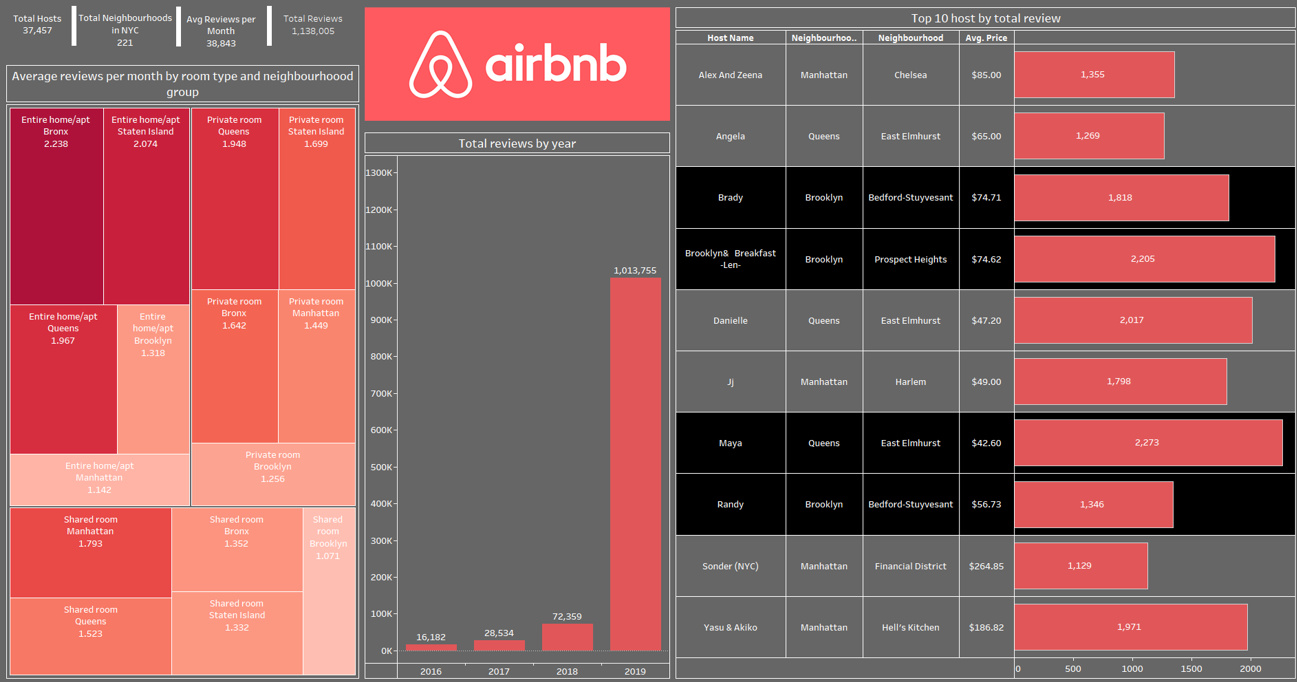 Total Hosts
37,457
Total Neighbourhoods
in NYC
221
Avg Reviews per
Month
38,843
Total Reviews
1,138,005
Average reviews per month by room type and neighbourhoood
group
Entire home/apt
Bronx
2.238
Entire home/apt
Staten Island
2.074
Private room
Queens
1.948
Private room
Staten Island
1.699
Entire home/apt
Queens
1.967
Entire
home/apt
Brooklyn
1.318
Private room
Bronx
1.642
Private room
Manhattan
1.449
Entire home/apt
Manhattan
1.142
Private room
Brooklyn
1.256
Shared room
Manhattan
1.793
Shared room
Bronx
1.352
Shared
room
Brooklyn
1.071
Shared room
Queens
1.523
Shared room
Staten Island
1.332
airbnb
Total reviews by year
1300K
1200K
1100K
1000K
900K
800K
700K
600K
500K
400K
300K
200K
100K
0K
16,182
28,534
72,359
1,013,755
2016
2017
2018
2019
Top 10 host by total review
Host Name Neighbourhoo.. Neighbourhood Avg. Price
Alex And Zeena Manhattan Chelsea $85.00 1,355
Angela Queens East Elmhurst $65.00 1,269
Brady Brooklyn Bedford-Stuyvesant $74.71 1,818
Brooklyn& Breakfast
-Len- Brooklyn Prospect Heights $74.62 2,205
Danielle Queens East Elmhurst $47.20 2,017
Jj Manhattan Harlem $49.00 1,798
Maya Queens East Elmhurst $42.60 2,273
Randy Brooklyn Bedford-Stuyvesant $56.73 1,346
Sonder (NYC) Manhattan Financial District $264.85 1,129
Yasu & Akiko Manhattan Hell's Kitchen $186.82 1,971
0 500 1000 1500 2000